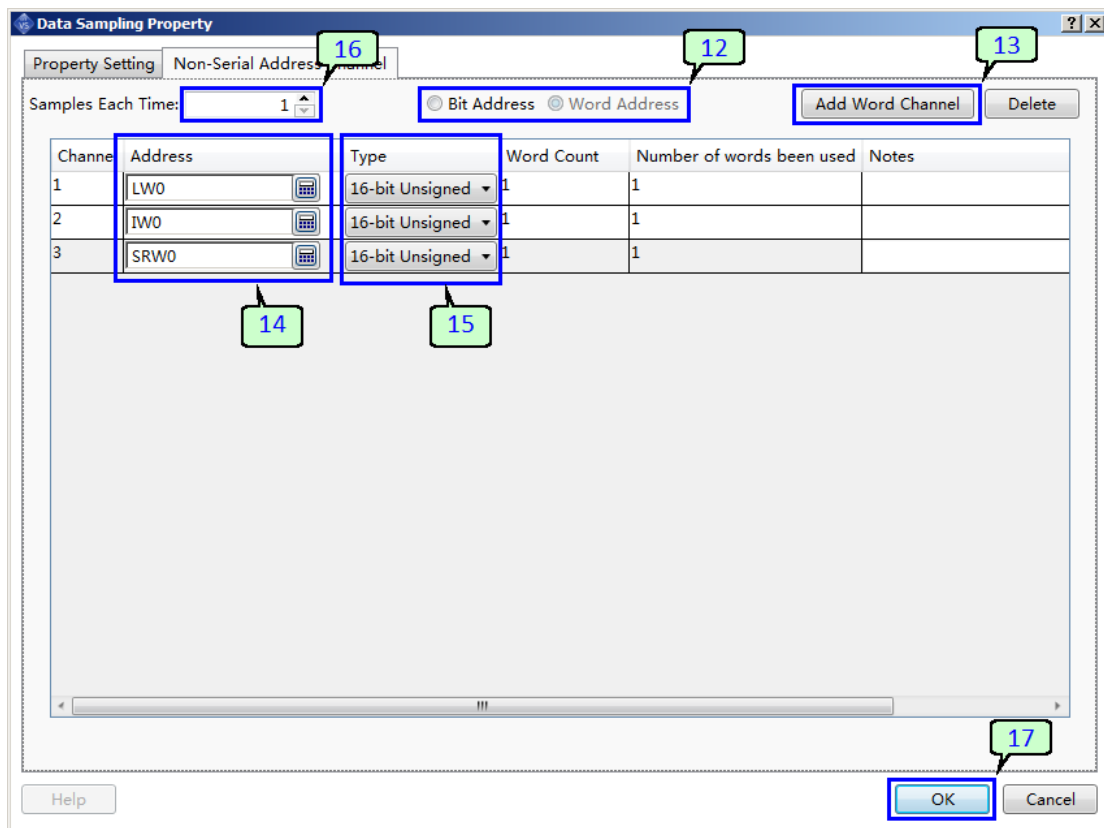 VS Data Sampling Property ? X
16 12 13
Property Setting Non-Serial Address Channel
Samples Each Time: 1 Bit Address Word Address Add Word Channel Delete
Channe Address Type Word Count Number of words been used Notes
1 LW0 16-bit Unsigned 1 1
2 IW0 16-bit Unsigned 1 1
3 SRW0 16-bit Unsigned 1 1
14 15
17
Help OK Cancel